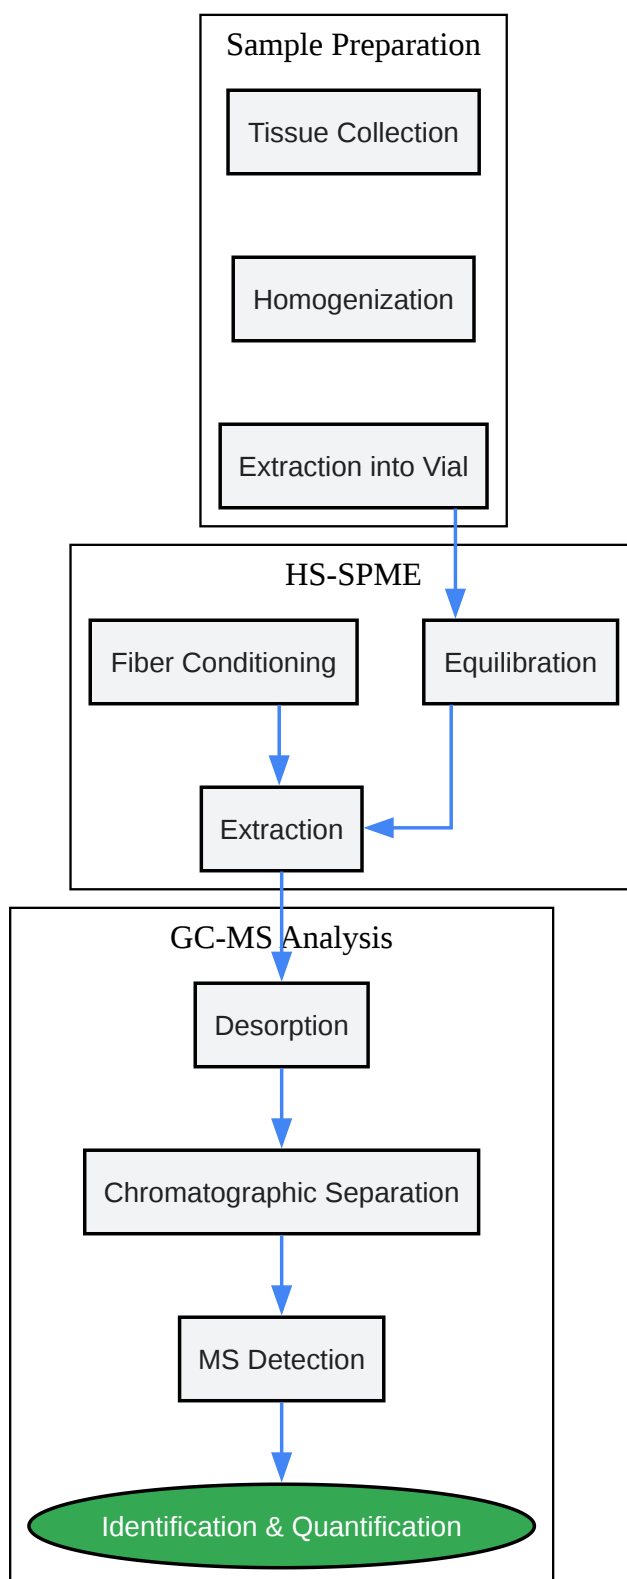 Sample Preparation
Tissue Collection
Homogenization
Extraction into Vial
HS-SPME
Fiber Conditioning
Equilibration
Extraction
GC-MS Analysis
Desorption
Chromatographic Separation
MS Detection
Identification & Quantification